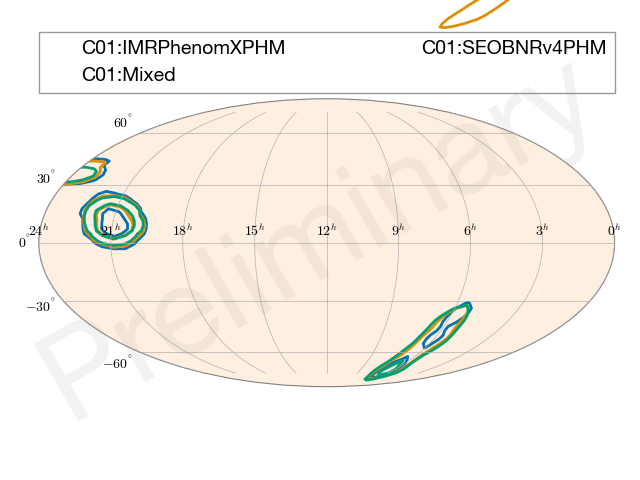 C01:IMRPhenomXPHM C01:SEOBNRv4PHM
C01:Mixed
60°
30°
24h 21h 18h 15h 12h 9h 6h 3h 0h
0°
−30°
−60°
Preliminary